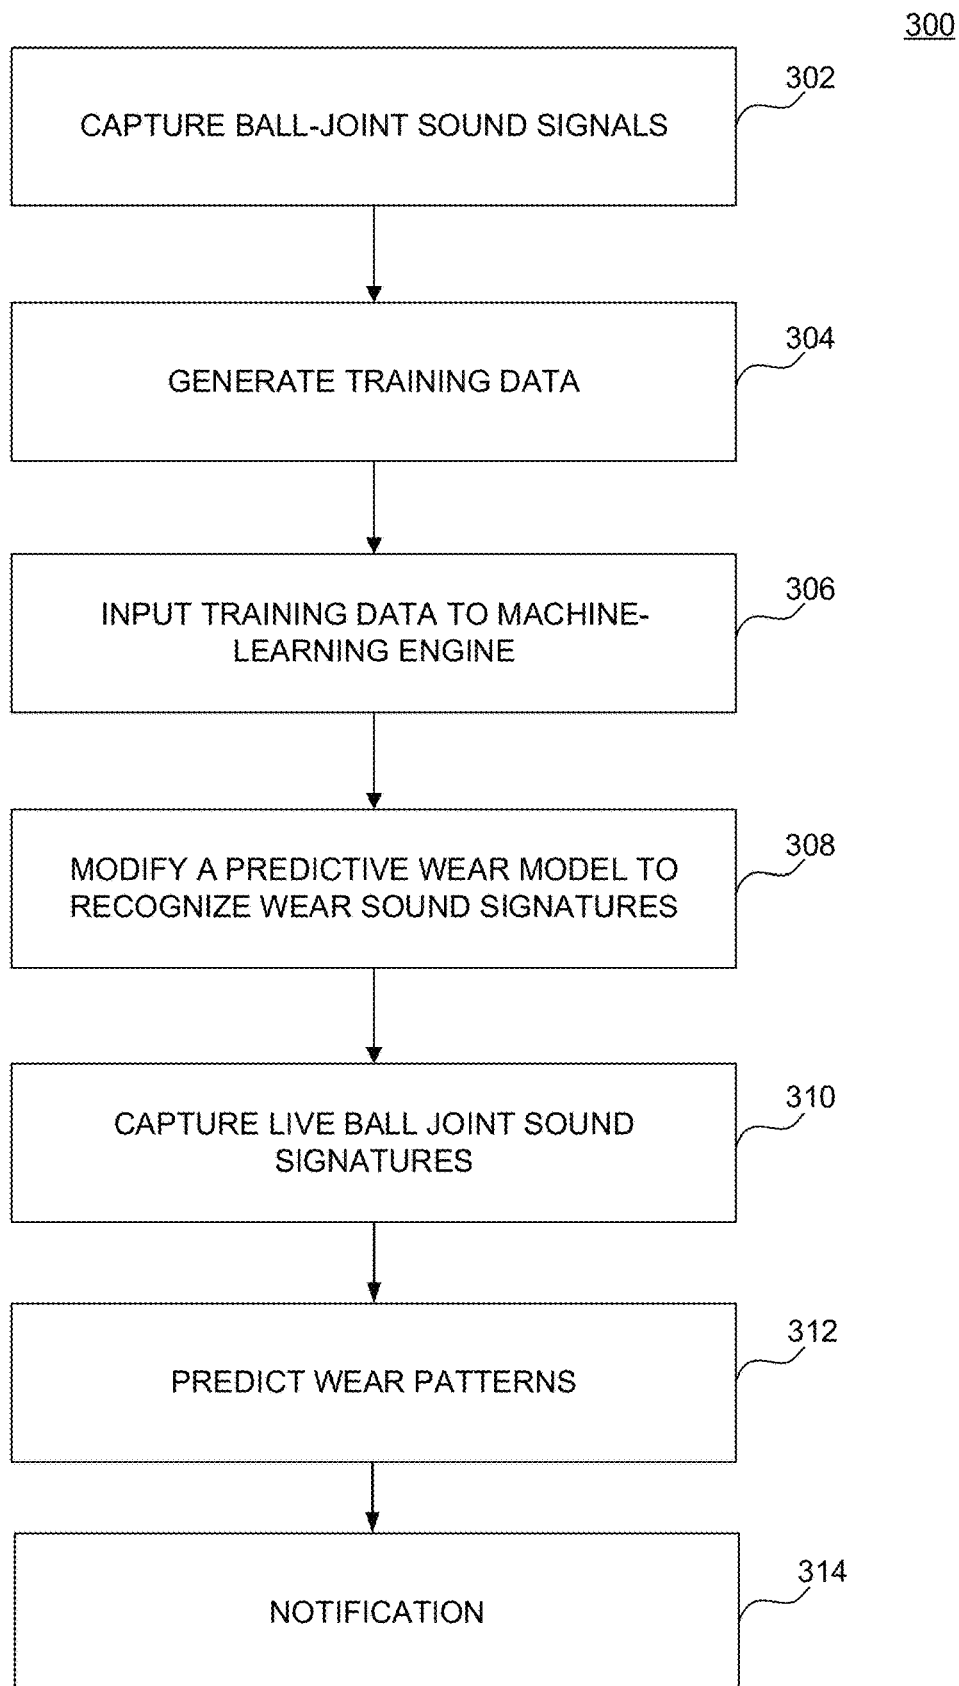 300
302
CAPTURE BALL-JOINT SOUND SIGNALS
304
GENERATE TRAINING DATA
306
INPUT TRAINING DATA TO MACHINE-
LEARNING ENGINE
308
MODIFY A PREDICTIVE WEAR MODEL TO
RECOGNIZE WEAR SOUND SIGNATURES
310
CAPTURE LIVE BALL JOINT SOUND
SIGNATURES
312
PREDICT WEAR PATTERNS
314
NOTIFICATION